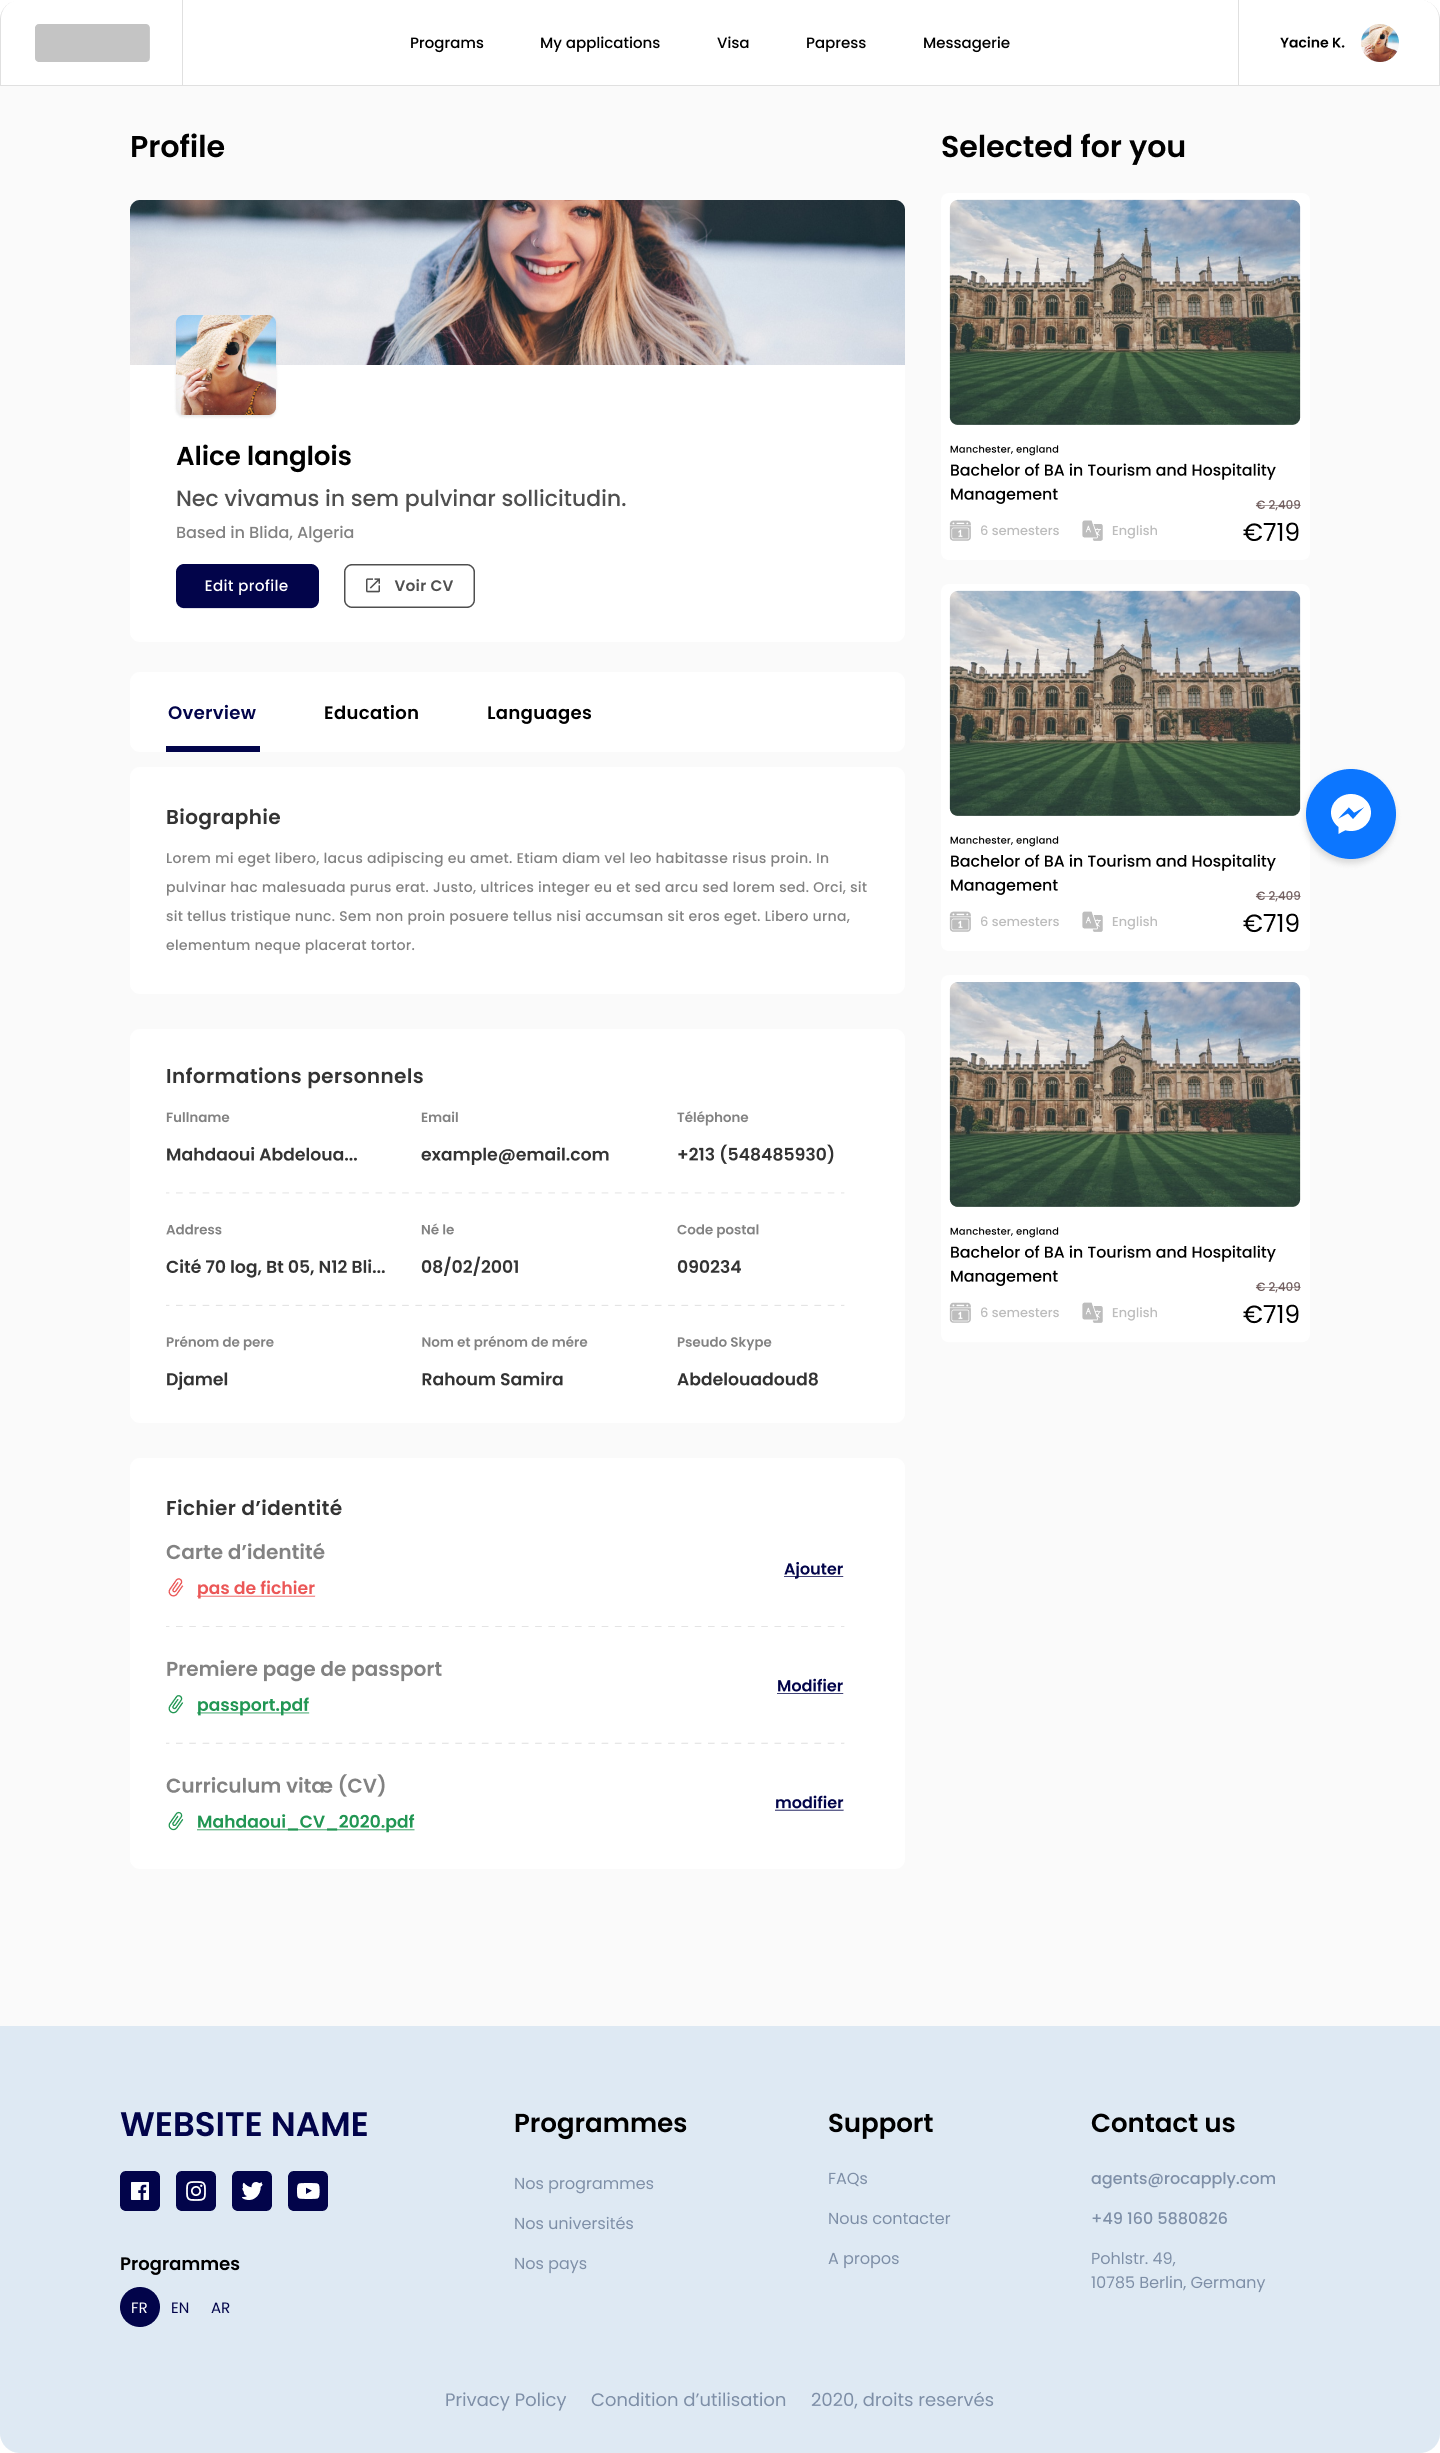 Programs
My applications
Visa
Papress
Messagerie
Yacine K.
Profile
Alice langlois
Nec vivamus in sem pulvinar sollicitudin.
Based in Blida, Algeria
Edit profile
Voir CV
Overview
Education
Languages
Biographie
Lorem mi eget libero, lacus adipiscing eu amet. Etiam diam vel leo habitasse risus proin. In
pulvinar hac malesuada purus erat. Justo, ultrices integer eu et sed arcu sed lorem sed. Orci, sit
sit tellus tristique nunc. Sem non proin posuere tellus nisi accumsan sit eros eget. Libero urna,
elementum neque placerat tortor.
Informations personnels
Fullname
Mahdaoui Abdeloua...
Email
example@email.com
Téléphone
+213 (548485930)
Address
Cité 70 log, Bt 05, N12 Bli...
Né le
08/02/2001
Code postal
090234
Prénom de pere
Djamel
Nom et prénom de mére
Rahoum Samira
Pseudo Skype
Abdelouadoud8
Fichier d’identité
Carte d’identité
pas de fichier
Ajouter
Premiere page de passport
passport.pdf
Modifier
Curriculum vitæ (CV)
Mahdaoui_CV_2020.pdf
modifier
Selected for you
Manchester, england
Bachelor of BA in Tourism and Hospitality
Management
€ 2,409
1
6 semesters
English
€719
Manchester, england
Bachelor of BA in Tourism and Hospitality
Management
€ 2,409
1
6 semesters
English
€719
Manchester, england
Bachelor of BA in Tourism and Hospitality
Management
€ 2,409
1
6 semesters
English
€719
WEBSITE NAME
Programmes
FR
EN
AR
Programmes
Nos programmes
Nos universités
Nos pays
Support
FAQs
Nous contacter
A propos
Contact us
agents@rocapply.com
+49 160 5880826
Pohlstr. 49,
10785 Berlin, Germany
Privacy Policy
Condition d’utilisation
2020, droits reservés